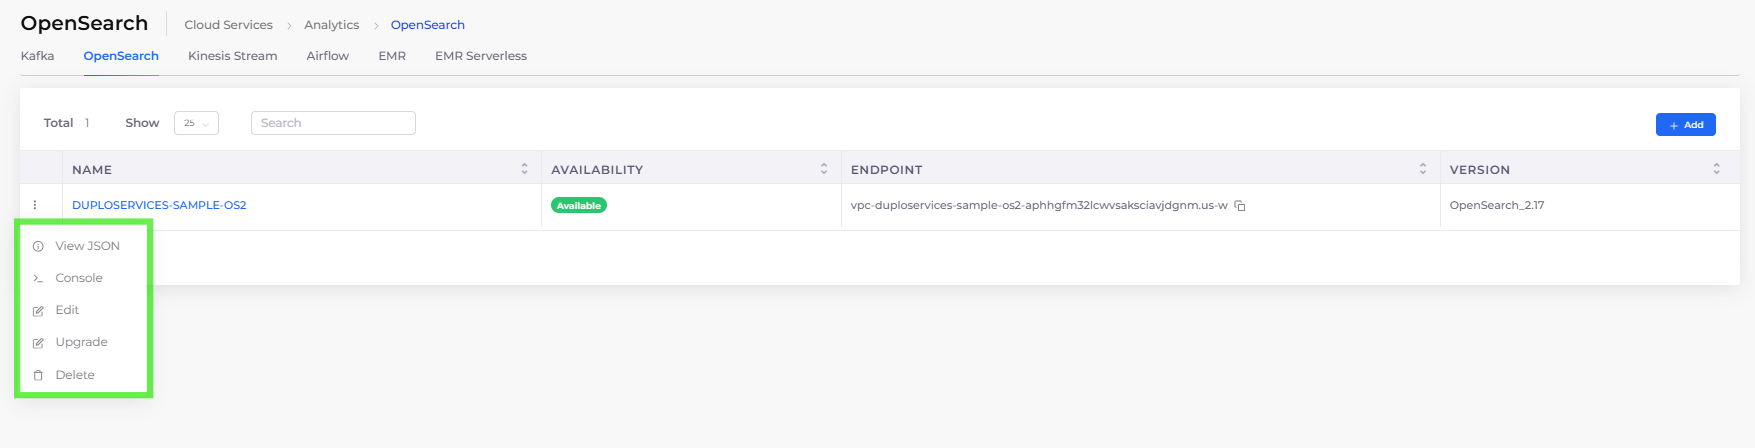 OpenSearch Cloud Services > Analytics > OpenSearch
Kafka OpenSearch Kinesis Stream Airflow EMR EMR Serverless
Total 1 Show 25 Search + Add
NAME AVAILABILITY ENDPOINT VERSION
DUPLOSERVICES-SAMPLE-OS2 Available vpc-duploservices-sample-os2-aphhgfm32lcwvsaksciavjdgnm.us-w OpenSearch_2.17
View JSON
Console
Edit
Upgrade
Delete